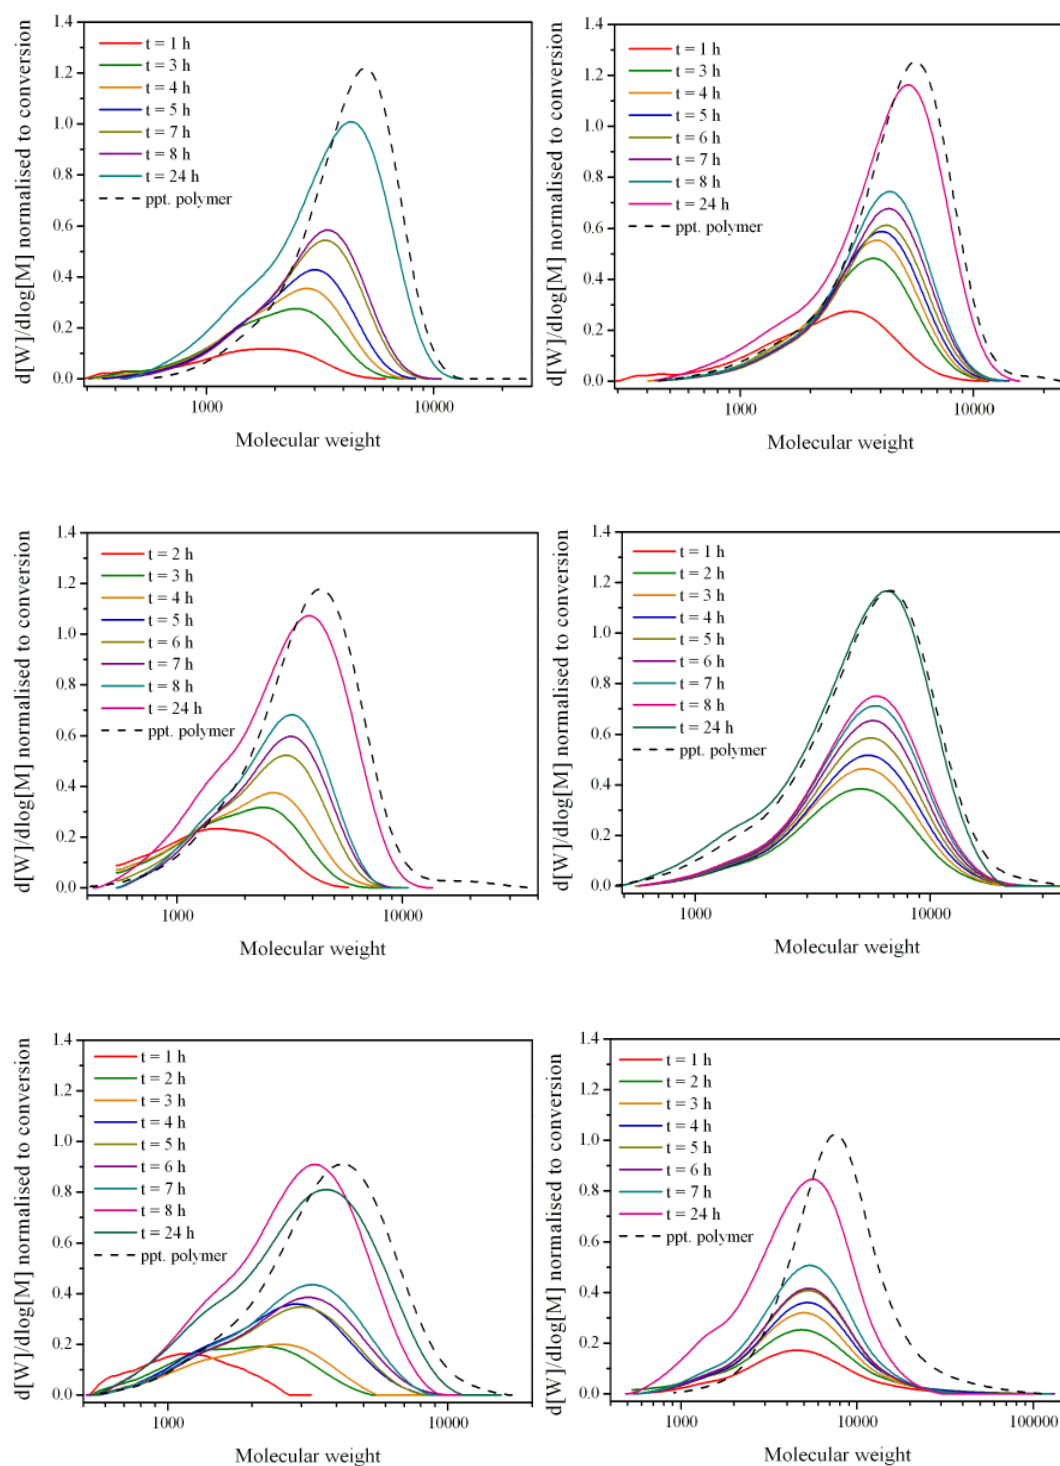 d[W]/dlog[M] normalised to conversion
1.4
1.2
1.0
0.8
0.6
0.4
0.2
0.0
t = 1 h
t = 3 h
t = 4 h
t = 5 h
t = 7 h
t = 8 h
t = 24 h
ppt. polymer
1000
10000
Molecular weight
d[W]/dlog[M] normalised to conversion
1.4
1.2
1.0
0.8
0.6
0.4
0.2
0.0
t = 1 h
t = 3 h
t = 4 h
t = 5 h
t = 6 h
t = 7 h
t = 8 h
t = 24 h
ppt. polymer
1000
10000
Molecular weight
d[W]/dlog[M] normalised to conversion
1.4
1.2
1.0
0.8
0.6
0.4
0.2
0.0
t = 2 h
t = 3 h
t = 4 h
t = 5 h
t = 6 h
t = 7 h
t = 8 h
t = 24 h
ppt. polymer
1000
10000
Molecular weight
d[W]/dlog[M] normalised to conversion
1.4
1.2
1.0
0.8
0.6
0.4
0.2
0.0
t = 1 h
t = 2 h
t = 3 h
t = 4 h
t = 5 h
t = 6 h
t = 7 h
t = 8 h
t = 24 h
ppt. polymer
1000
10000
Molecular weight
d[W]/dlog[M] normalised to conversion
1.4
1.2
1.0
0.8
0.6
0.4
0.2
0.0
t = 1 h
t = 2 h
t = 3 h
t = 4 h
t = 5 h
t = 6 h
t = 7 h
t = 8 h
t = 24 h
ppt. polymer
1000
10000
Molecular weight
d[W]/dlog[M] normalised to conversion
1.4
1.2
1.0
0.8
0.6
0.4
0.2
0.0
t = 1 h
t = 2 h
t = 3 h
t = 4 h
t = 5 h
t = 6 h
t = 7 h
t = 24 h
ppt. polymer
1000
10000
100000
Molecular weight